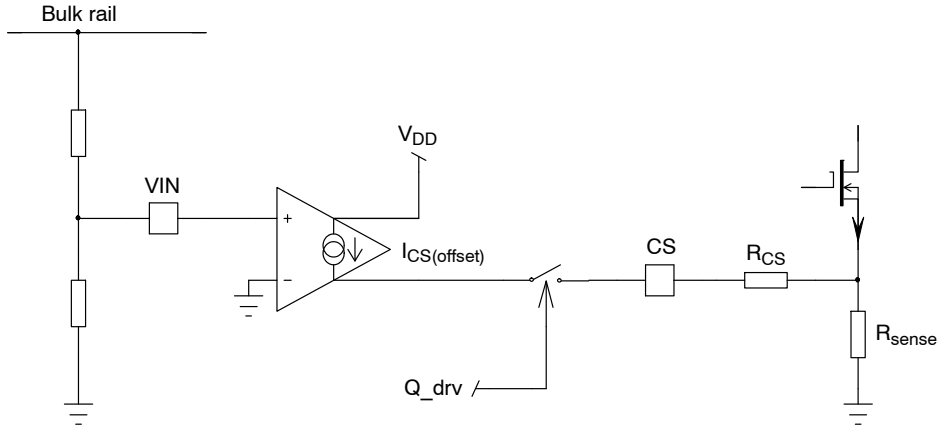 Bulk rail
VDD
VIN
+
ICS(offset)
CS
RCS
−
Rsense
Q_drv